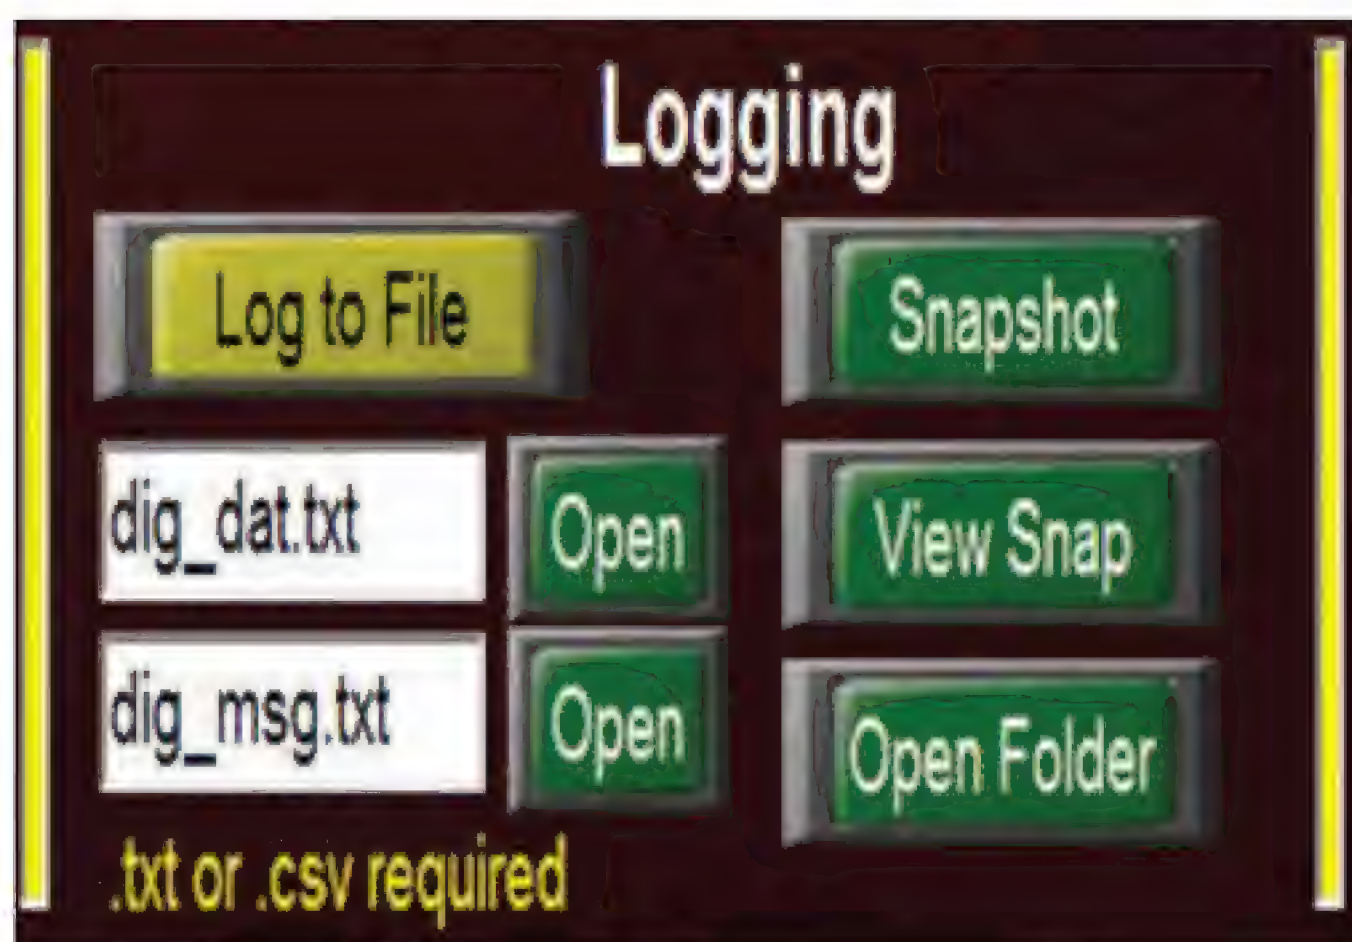 Logging
Log to File
Snapshot
dig_dat.txt
Open
View Snap
dig_msg.txt
Open
Open Folder
.txt or .csv required